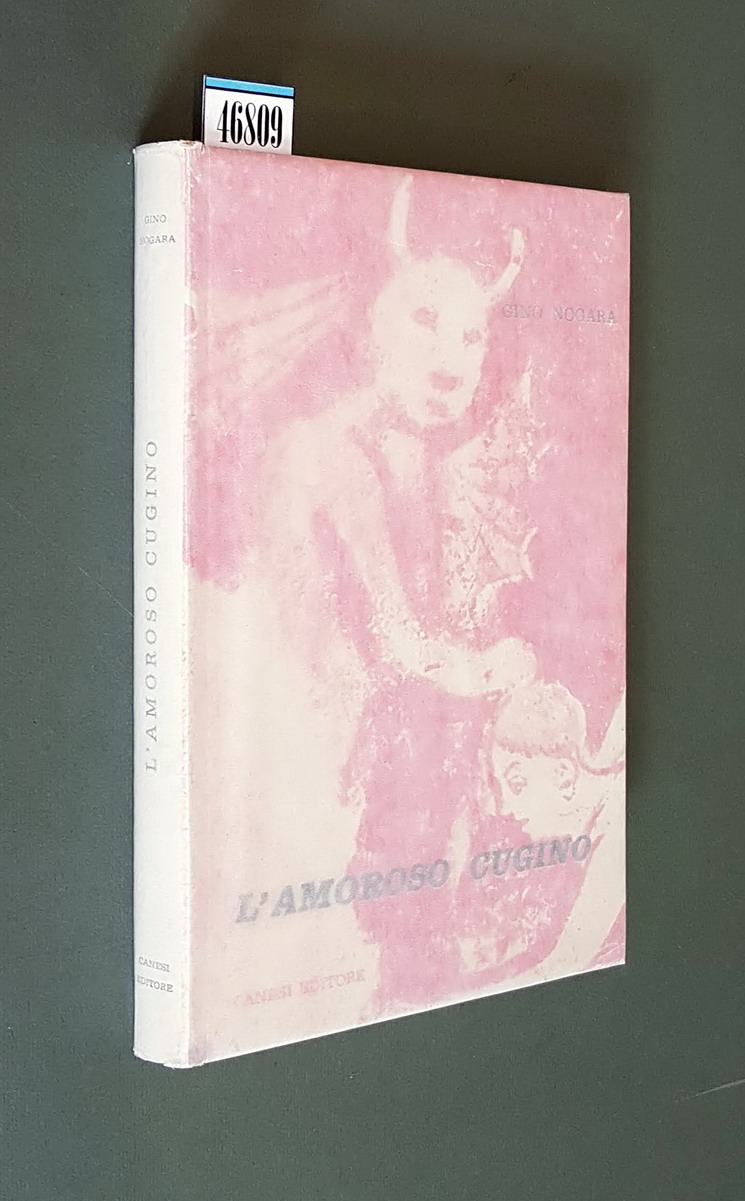 46809
GINO
NOGARA
L'AMOROSO CUGINO
CANESI
EDITORE
GINO NOGARA
L'AMOROSO CUGINO
CANESI EDITORE